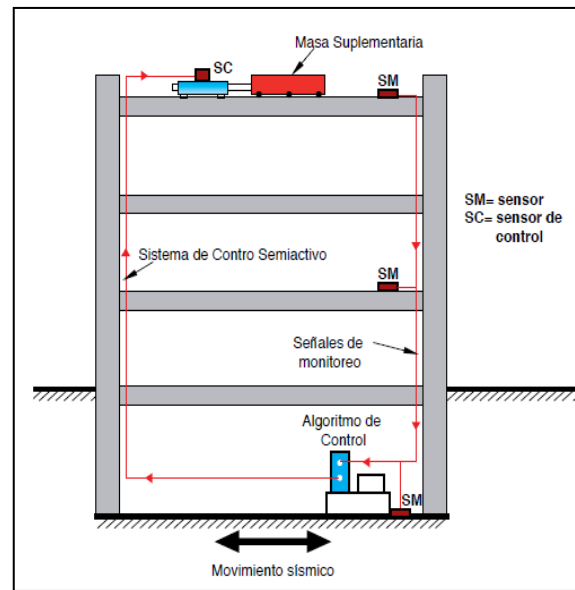 Masa Suplementaria
SC
SM
SM= sensor
SC= sensor de
control
Sistema de Contro Semiactivo
SM
Señales de
monitoreo
Algoritmo de
Control
SM
Movimiento sísmico